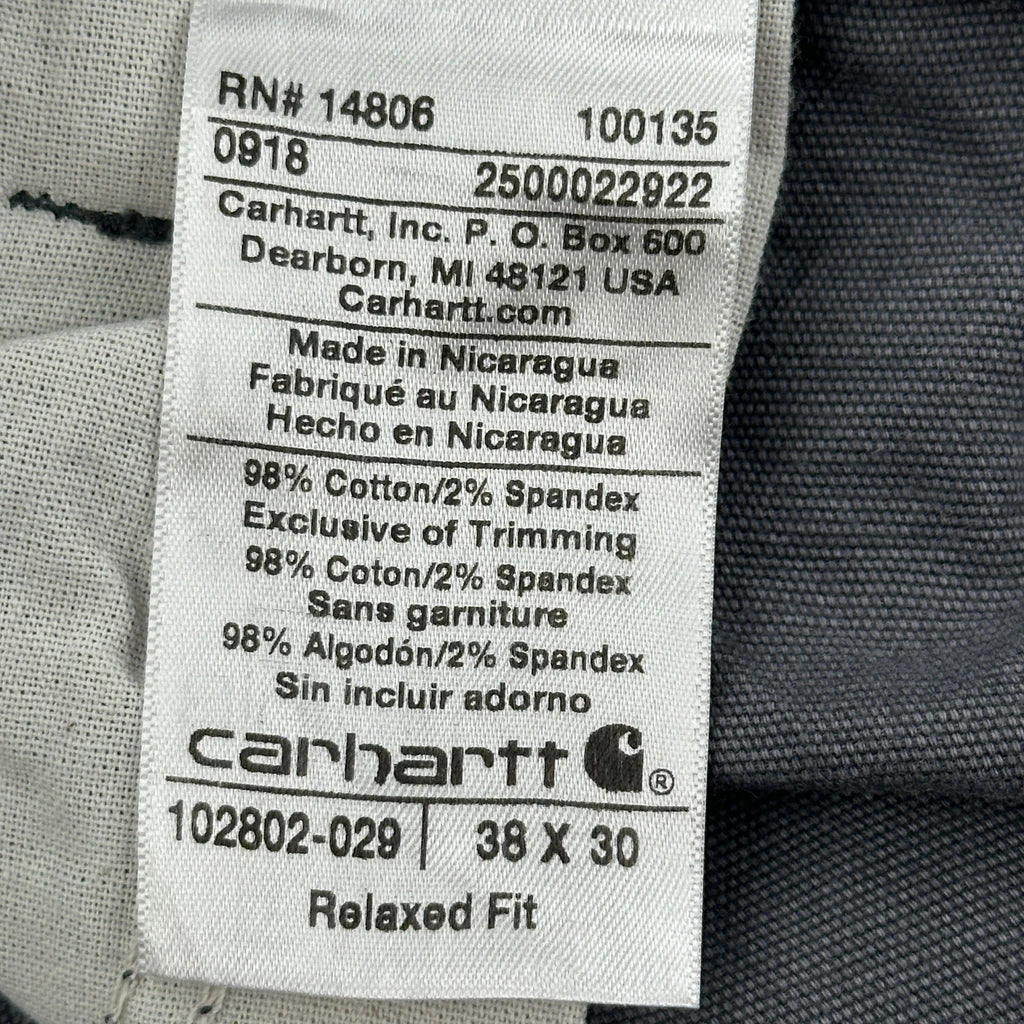 RN# 14806 100135
0918 2500022922
Carhartt, Inc. P. O. Box 600
Dearborn, MI 48121 USA
Carhartt.com
Made in Nicaragua
Fabriqué au Nicaragua
Hecho en Nicaragua
98% Cotton/2% Spandex
Exclusive of Trimming
98% Coton/2% Spandex
Sans garniture
98% Algodón/2% Spandex
Sin incluir adorno
carhartt ®
102802-029 | 38 X 30
Relaxed Fit